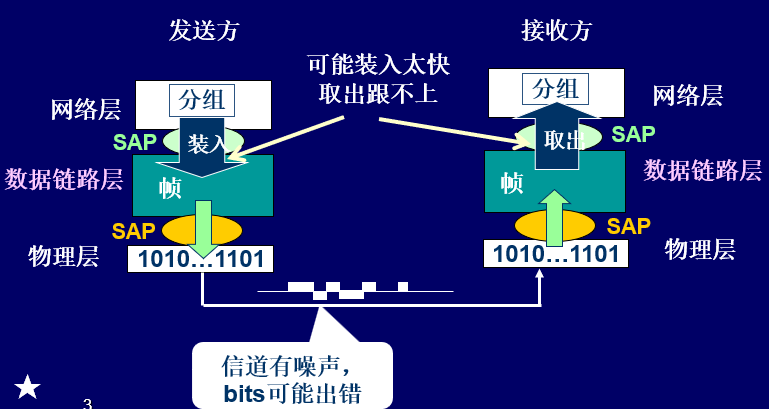 发送方
接收方
可能装入太快
取出跟不上
分组
分组
网络层
网络层
SAP
装入
取出
SAP
数据链路层
帧
帧
数据链路层
SAP
SAP
物理层
1010…1101
1010…1101
物理层
信道有噪声，
bits可能出错
3